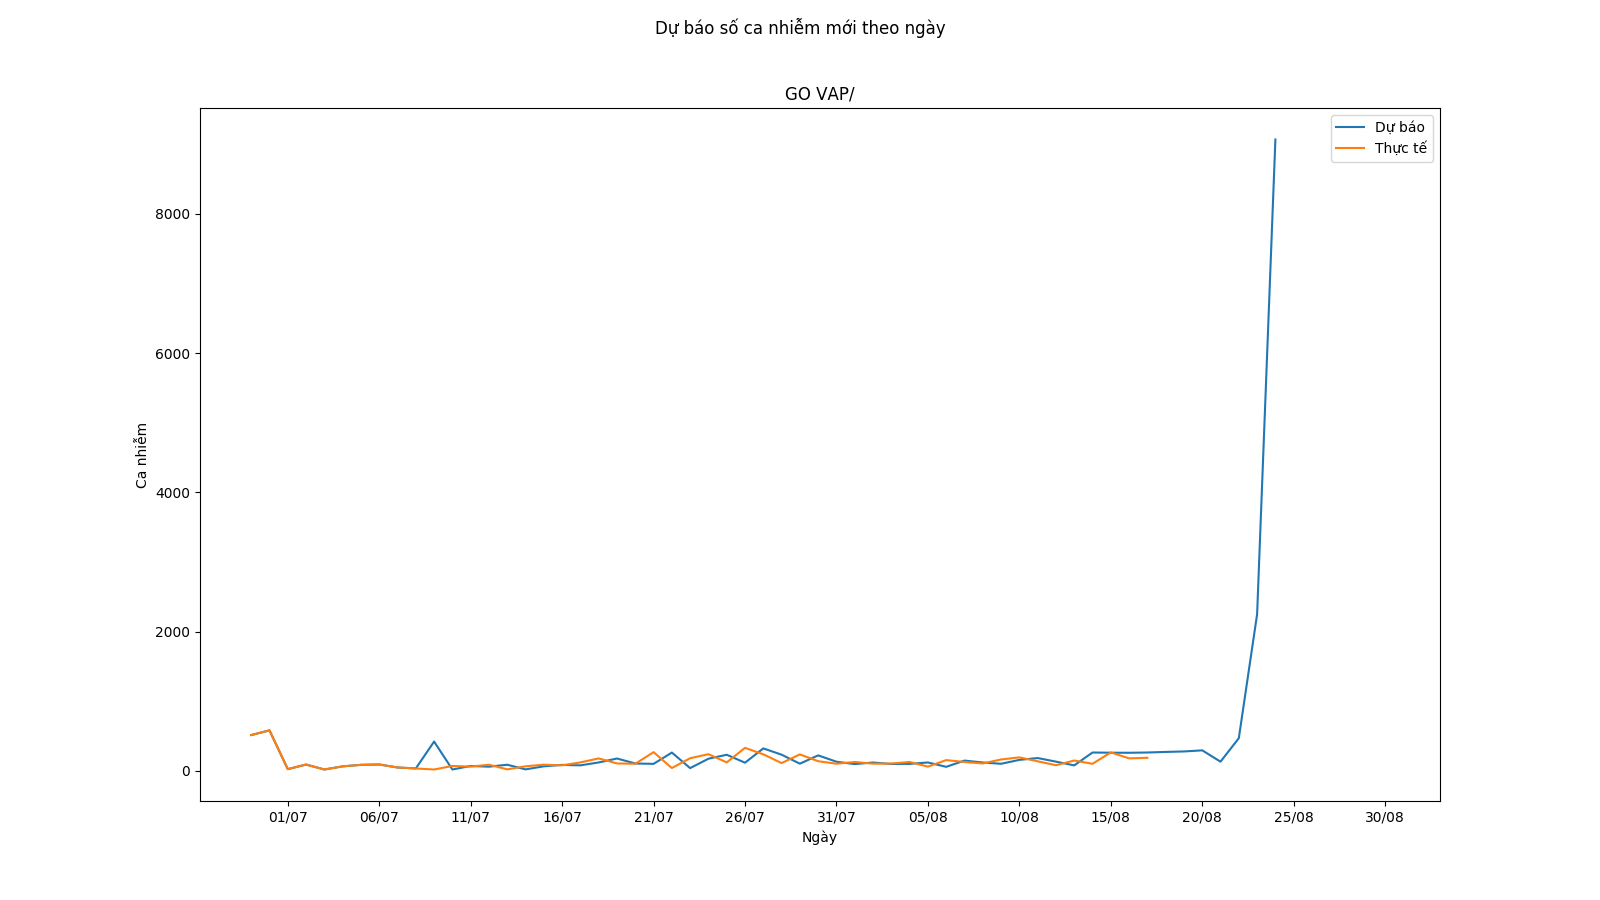 Dự báo số ca nhiễm mới theo ngày
GO VAP/
Dự báo
Thực tế
8000
6000
4000
2000
0
Ca nhiễm
01/07 06/07 11/07 16/07 21/07 26/07 31/07 05/08 10/08 15/08 20/08 25/08 30/08
Ngày